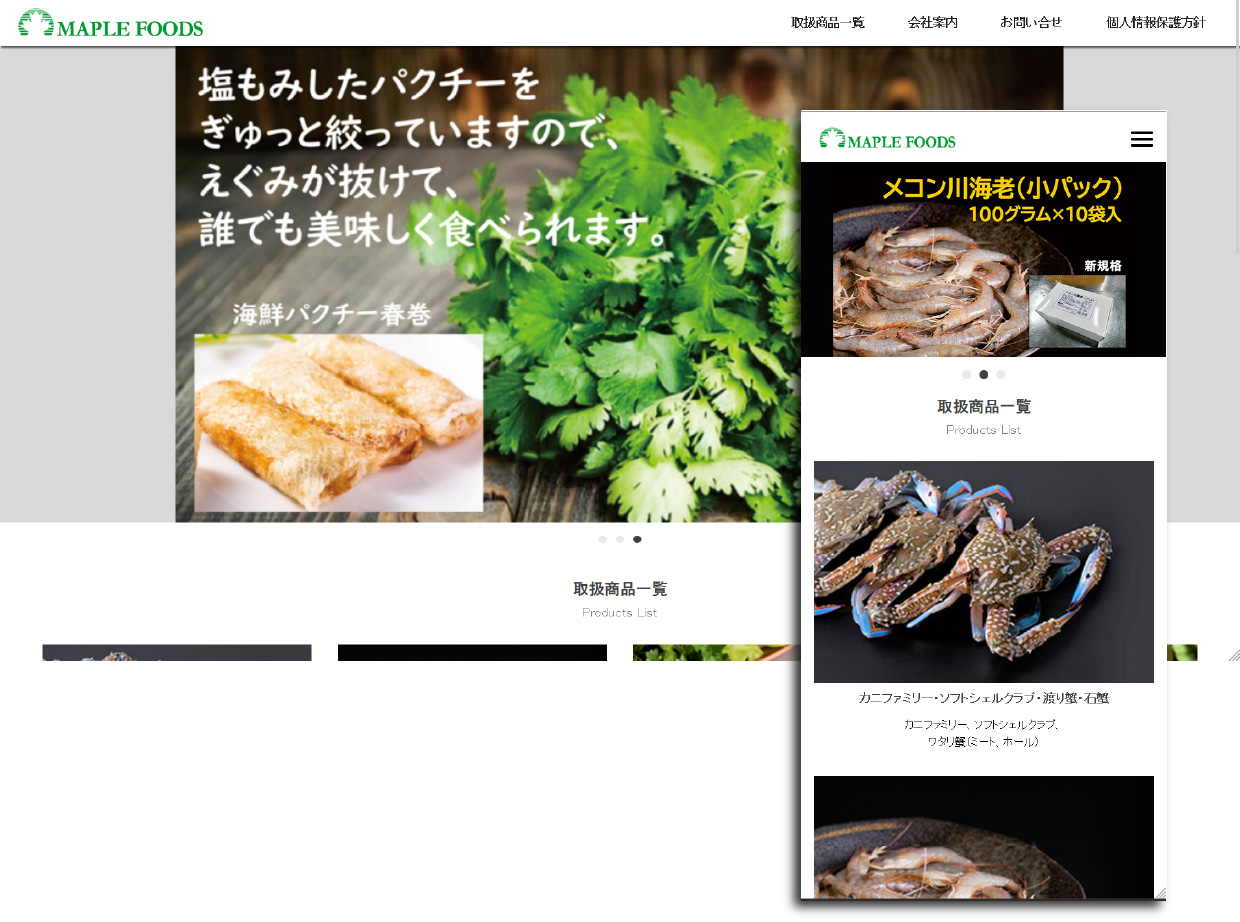 MAPLE FOODS
取扱商品一覧
会社案内
お問い合せ
個人情報保護方針
塩もみしたパクチーを
ぎゅっと絞っていますので、
えぐみが抜けて、
誰でも美味しく食べられます。
海鮮パクチー春巻
取扱商品一覧
Products List
MAPLE FOODS
メコン川海老(小パック)
100グラム×10袋入
新規格
取扱商品一覧
Products List
カニファミリー・ソフトシェルクラブ・渡り蟹・石蟹
カニファミリー、ソフトシェルクラブ、
ワタリ蟹(ミート、ホール)